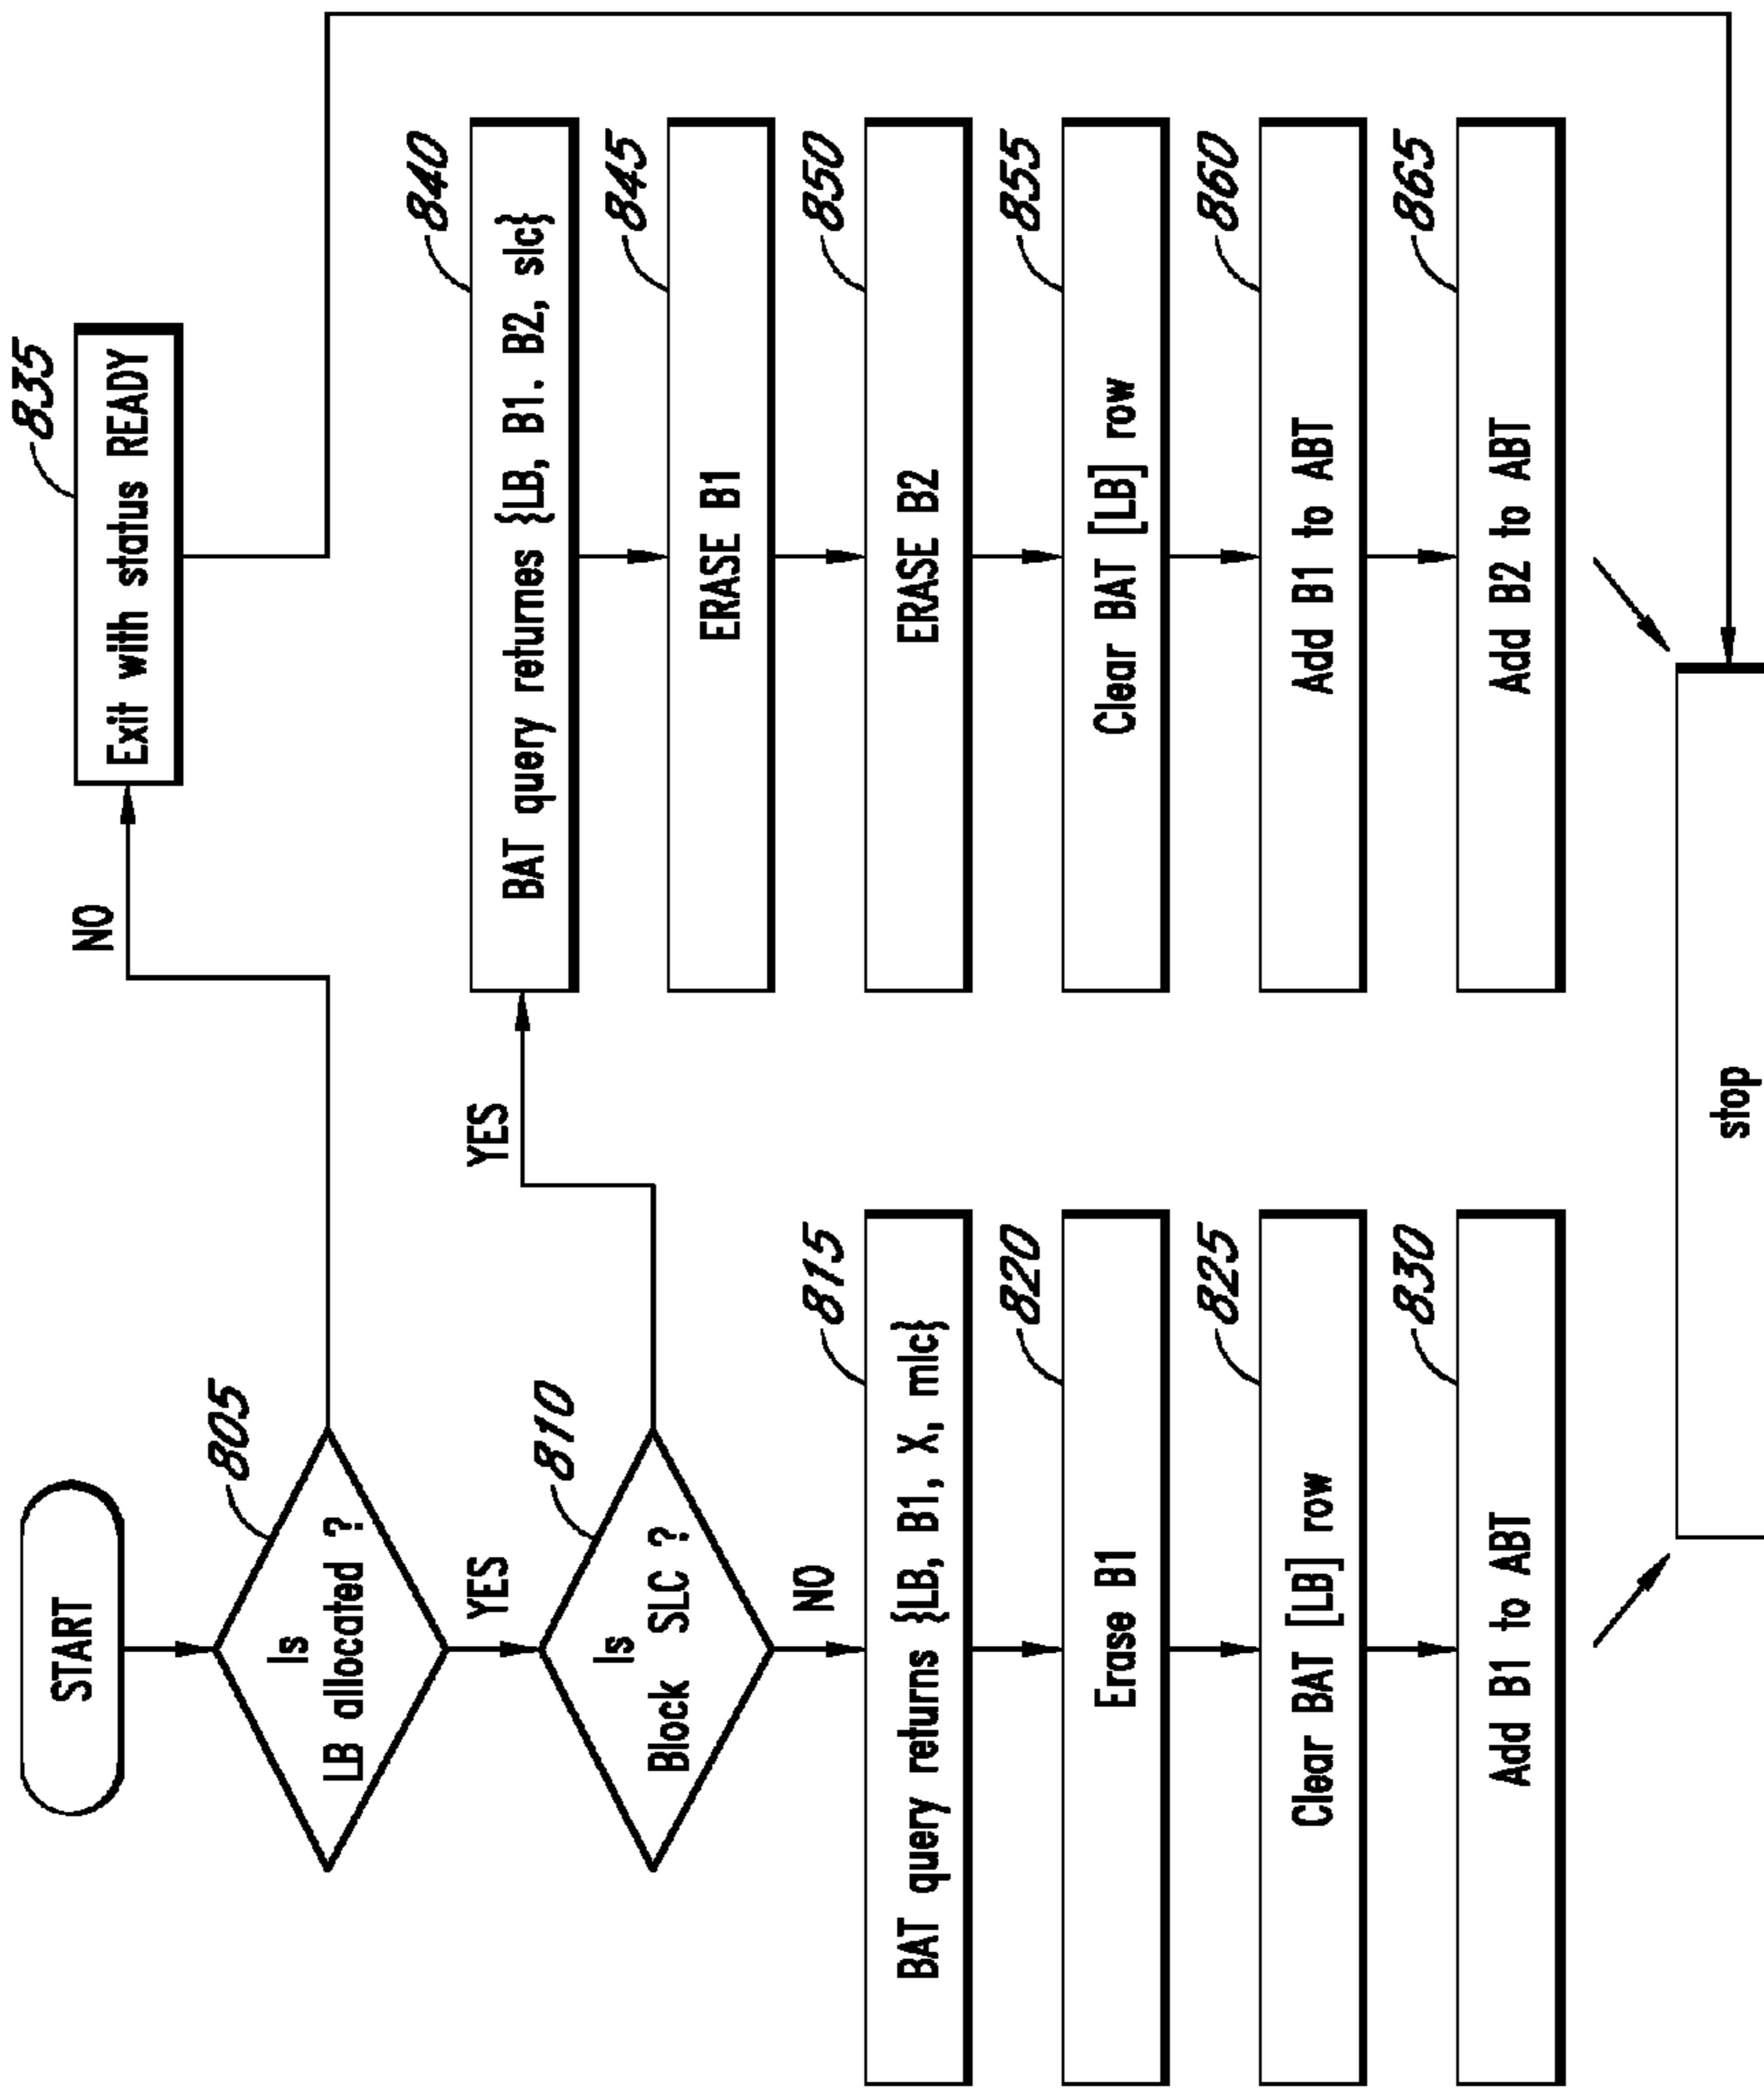 START
805
Is
LB allocated ?
NO
835
Exit with status READY
YES
810
Is
Block SLC ?
YES
840
BAT query returnes {LB, B1. B2, slc}
845
ERASE B1
850
ERASE B2
855
Clear BAT [LB] row
860
Add B1 to ABT
865
Add B2 to ABT
NO
815
BAT query returns {LB, B1, X, mlc}
820
Erase B1
825
Clear BAT [LB] row
830
Add B1 to ABT
stop